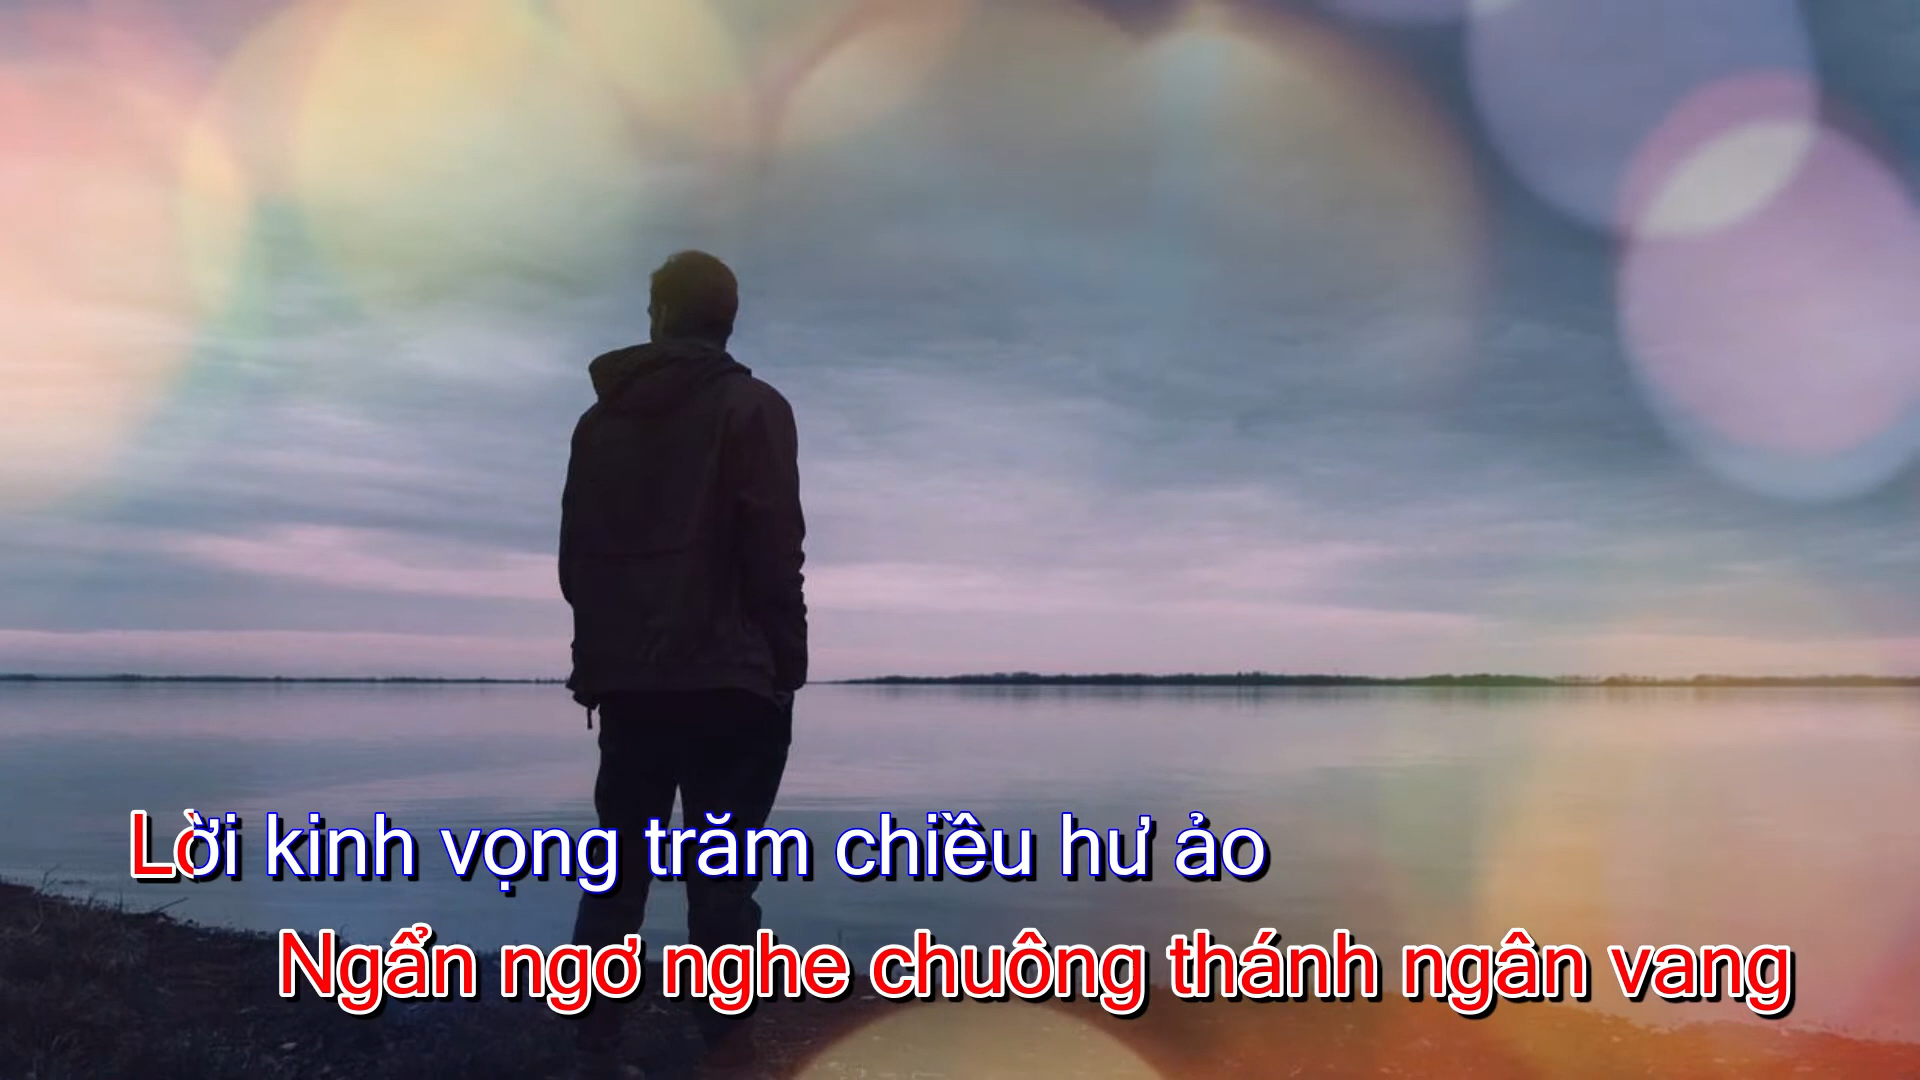 Lời kinh vọng trăm chiều hư ảo
Ngẩn ngơ nghe chuông thánh ngân vang